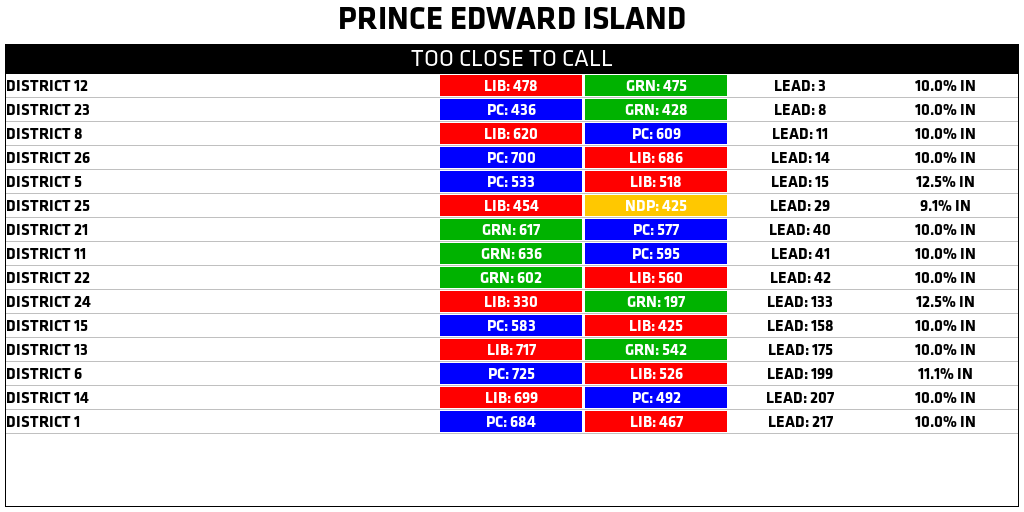 PRINCE EDWARD ISLAND
TOO CLOSE TO CALL
DISTRICT 12 LIB: 478 GRN: 475 LEAD: 3 10.0% IN
DISTRICT 23 PC: 436 GRN: 428 LEAD: 8 10.0% IN
DISTRICT 8 LIB: 620 PC: 609 LEAD: 11 10.0% IN
DISTRICT 26 PC: 700 LIB: 686 LEAD: 14 10.0% IN
DISTRICT 5 PC: 533 LIB: 518 LEAD: 15 12.5% IN
DISTRICT 25 LIB: 454 NDP: 425 LEAD: 29 9.1% IN
DISTRICT 21 GRN: 617 PC: 577 LEAD: 40 10.0% IN
DISTRICT 11 GRN: 636 PC: 595 LEAD: 41 10.0% IN
DISTRICT 22 GRN: 602 LIB: 560 LEAD: 42 10.0% IN
DISTRICT 24 LIB: 330 GRN: 197 LEAD: 133 12.5% IN
DISTRICT 15 PC: 583 LIB: 425 LEAD: 158 10.0% IN
DISTRICT 13 LIB: 717 GRN: 542 LEAD: 175 10.0% IN
DISTRICT 6 PC: 725 LIB: 526 LEAD: 199 11.1% IN
DISTRICT 14 LIB: 699 PC: 492 LEAD: 207 10.0% IN
DISTRICT 1 PC: 684 LIB: 467 LEAD: 217 10.0% IN